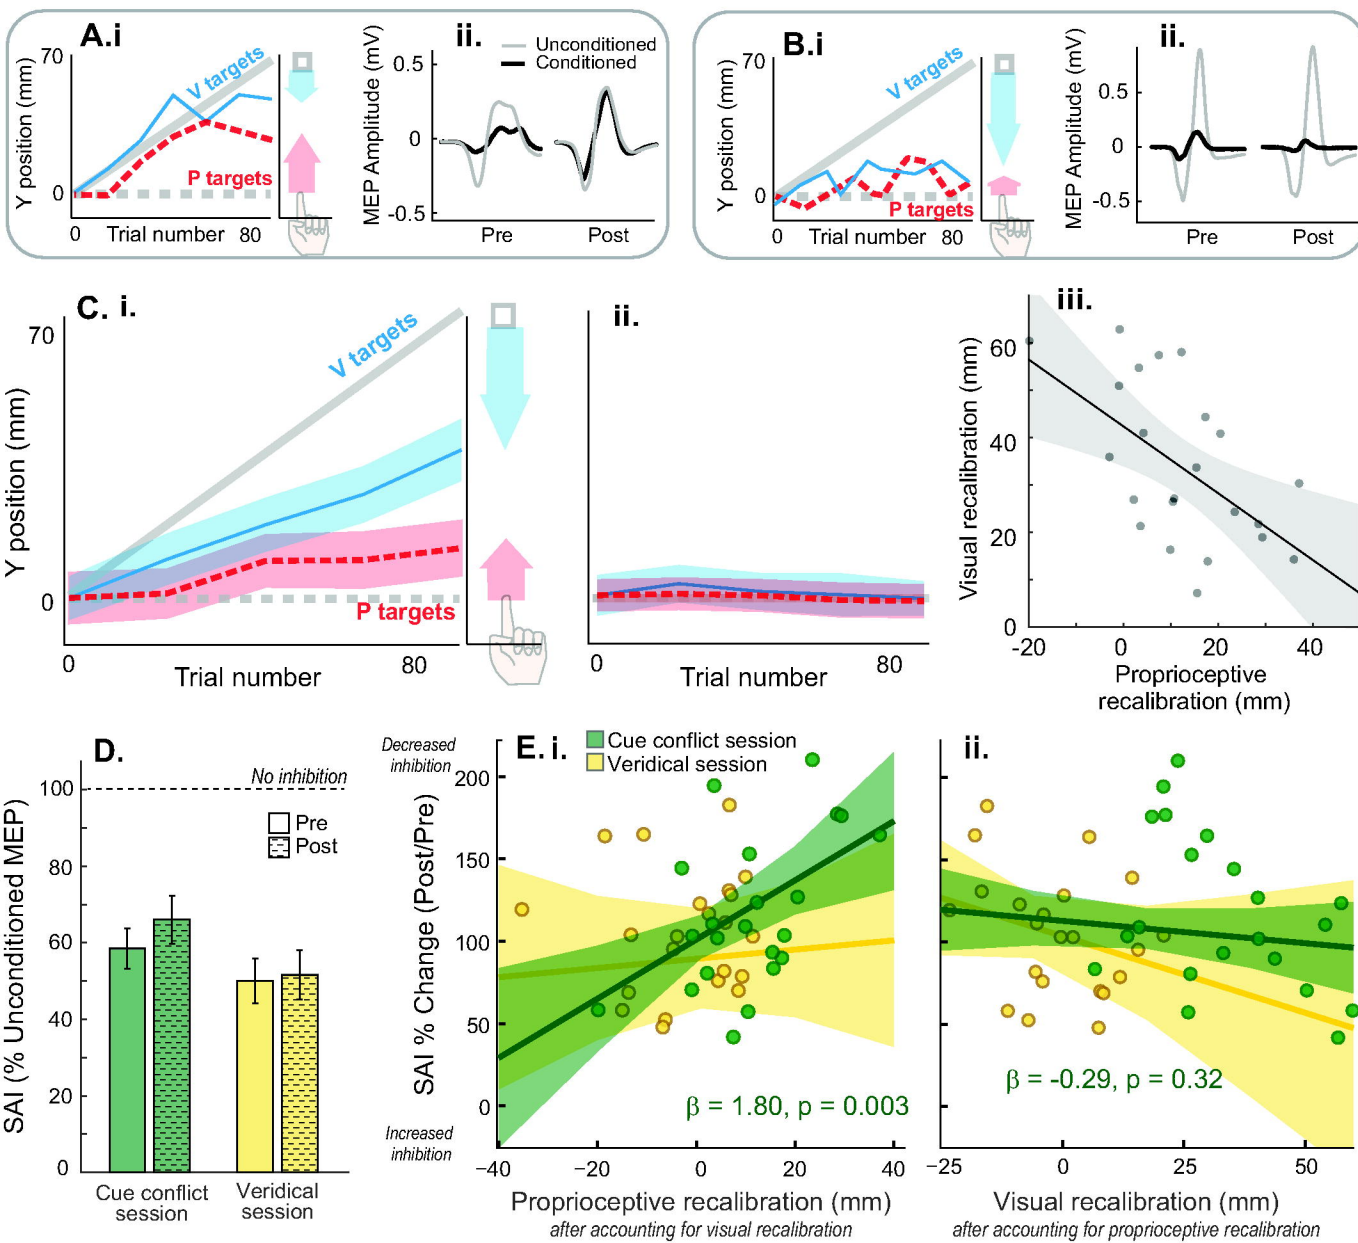 A.i
70
Y position (mm)
0
V targets
P targets
0
Trial number
80
ii.
Unconditioned
Conditioned
0.5
MEP Amplitude (mV)
0
-0.5
Pre
Post
B.i
70
Y position (mm)
0
P targets
0
Trial number
80
ii.
MEP Amplitude (mV)
0.5
0
-0.5
Pre
Post
C. i.
70
Y position (mm)
0
V targets
P targets
0
Trial number
80
ii.
0
Trial number
80
iii.
Visual recalibration (mm)
60
40
20
0
-20
0
20
40
Proprioceptive
recalibration (mm)
D.
SAI (% Unconditioned MEP)
100
80
60
40
20
0
No inhibition
Pre
Post
Cue conflict
session
Veridical
session
E. i.
Cue conflict session
Veridical session
Decreased
inhibition
SAI % Change (Post/Pre)
200
150
100
50
0
Increased
inhibition
β = 1.80, p = 0.003
−40
−20
0
20
40
Proprioceptive recalibration (mm)
after accounting for visual recalibration
ii.
β = -0.29, p = 0.32
−25
0
25
50
Visual recalibration (mm)
after accounting for proprioceptive recalibration